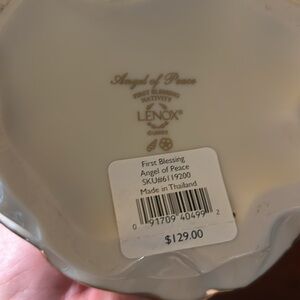 Angel of Peace
FIRST BLESSING
NATIVITY
LENOX®
CLASSICS
First Blessing
Angel of Peace
SKU#6119200
Made in Thailand
0 91709 40499 2
$129.00